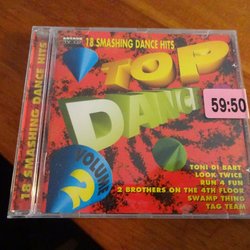 18 SMASHING DANCE HITS
TOP
DANCE
59:50
VOLUME
2
TONI DI BART
LOOK TWICE
RUN 4 FUN
2 BROTHERS ON THE 4TH FLOOR
SWAMP THING
TAG TEAM
18 SMASHING DANCE HITS